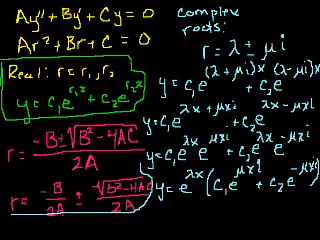 Ay'' + By' + Cy = 0
Ar² + Br + C = 0
Real: r = r₁, r₂
y = c₁e^(r₁x) + c₂e^(r₂x)
r = (-B ± √(B² - 4AC)) / 2A
r = -B/2A ± √(B² - 4AC) / 2A
complex
roots:
r = λ ± μi
y = c₁e^((λ + μi)x) + c₂e^((λ - μi)x)
y = c₁e^(λx + μxi) + c₂e^(λx - μxi)
y = c₁e^(λx) e^(μxi) + c₂e^(λx) e^(-μxi)
y = e^(λx) (c₁e^(μxi) + c₂e^(-μxi)